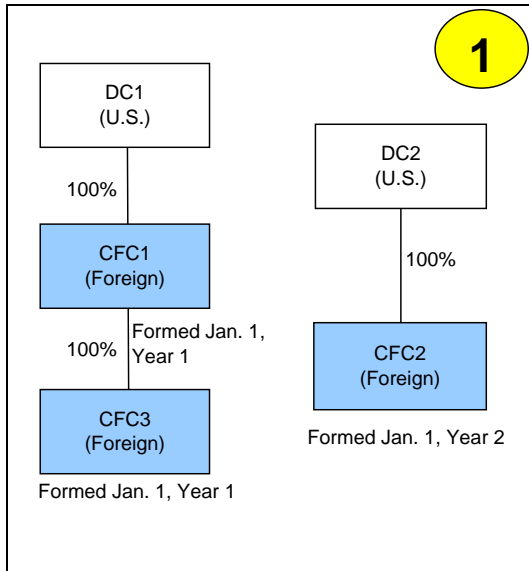 1
DC1
(U.S.)
DC2
(U.S.)
100%
100%
CFC1
(Foreign)
Formed Jan. 1,
Year 1
100%
CFC2
(Foreign)
CFC3
(Foreign)
Formed Jan. 1, Year 2
Formed Jan. 1, Year 1